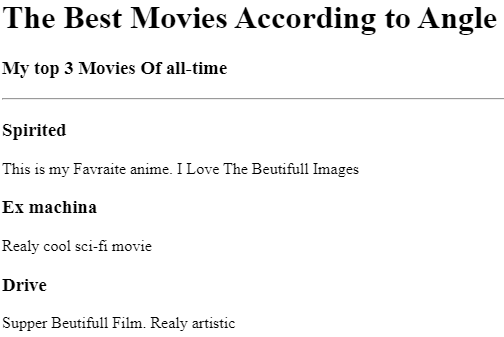 The Best Movies According to Angle
My top 3 Movies Of all-time
Spirited
This is my Favraite anime. I Love The Beutifull Images
Ex machina
Realy cool sci-fi movie
Drive
Supper Beutifull Film. Realy artistic